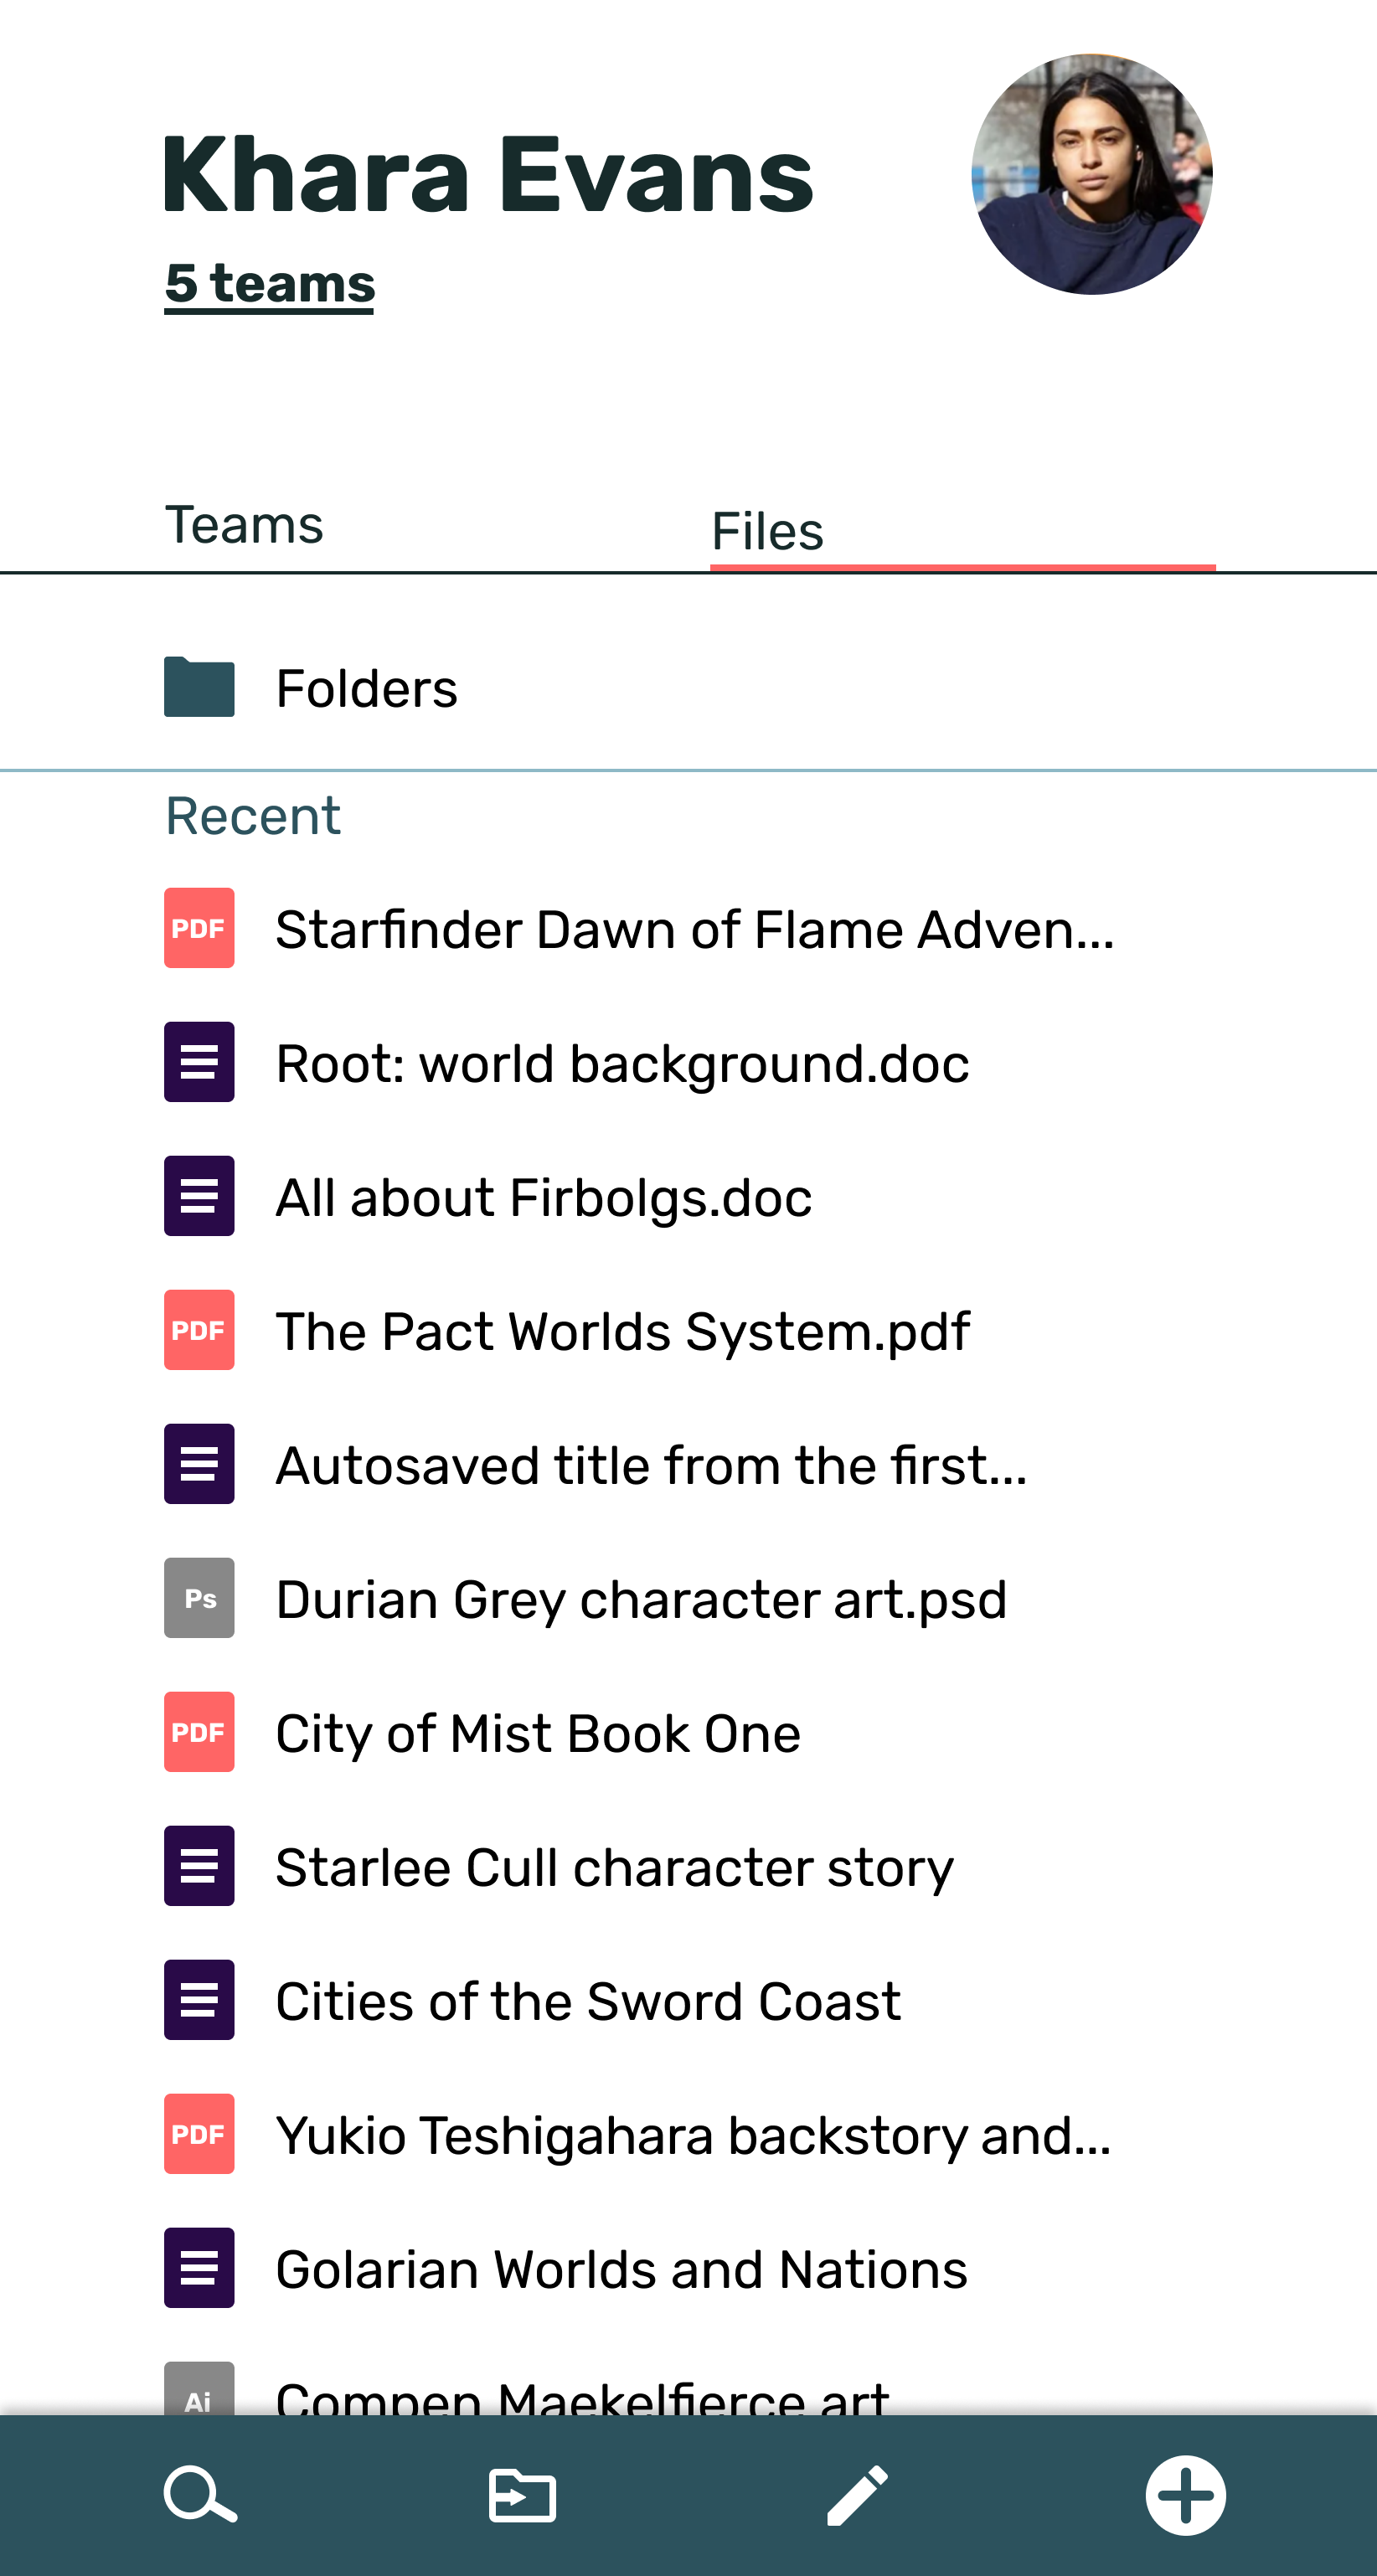 Khara Evans
5 teams
Teams
Files
Folders
Recent
PDF Starfinder Dawn of Flame Adven...
Root: world background.doc
All about Firbolgs.doc
PDF The Pact Worlds System.pdf
Autosaved title from the first...
Ps Durian Grey character art.psd
PDF City of Mist Book One
Starlee Cull character story
Cities of the Sword Coast
PDF Yukio Teshigahara backstory and...
Golarian Worlds and Nations
Ai Compen Maekelfierce art